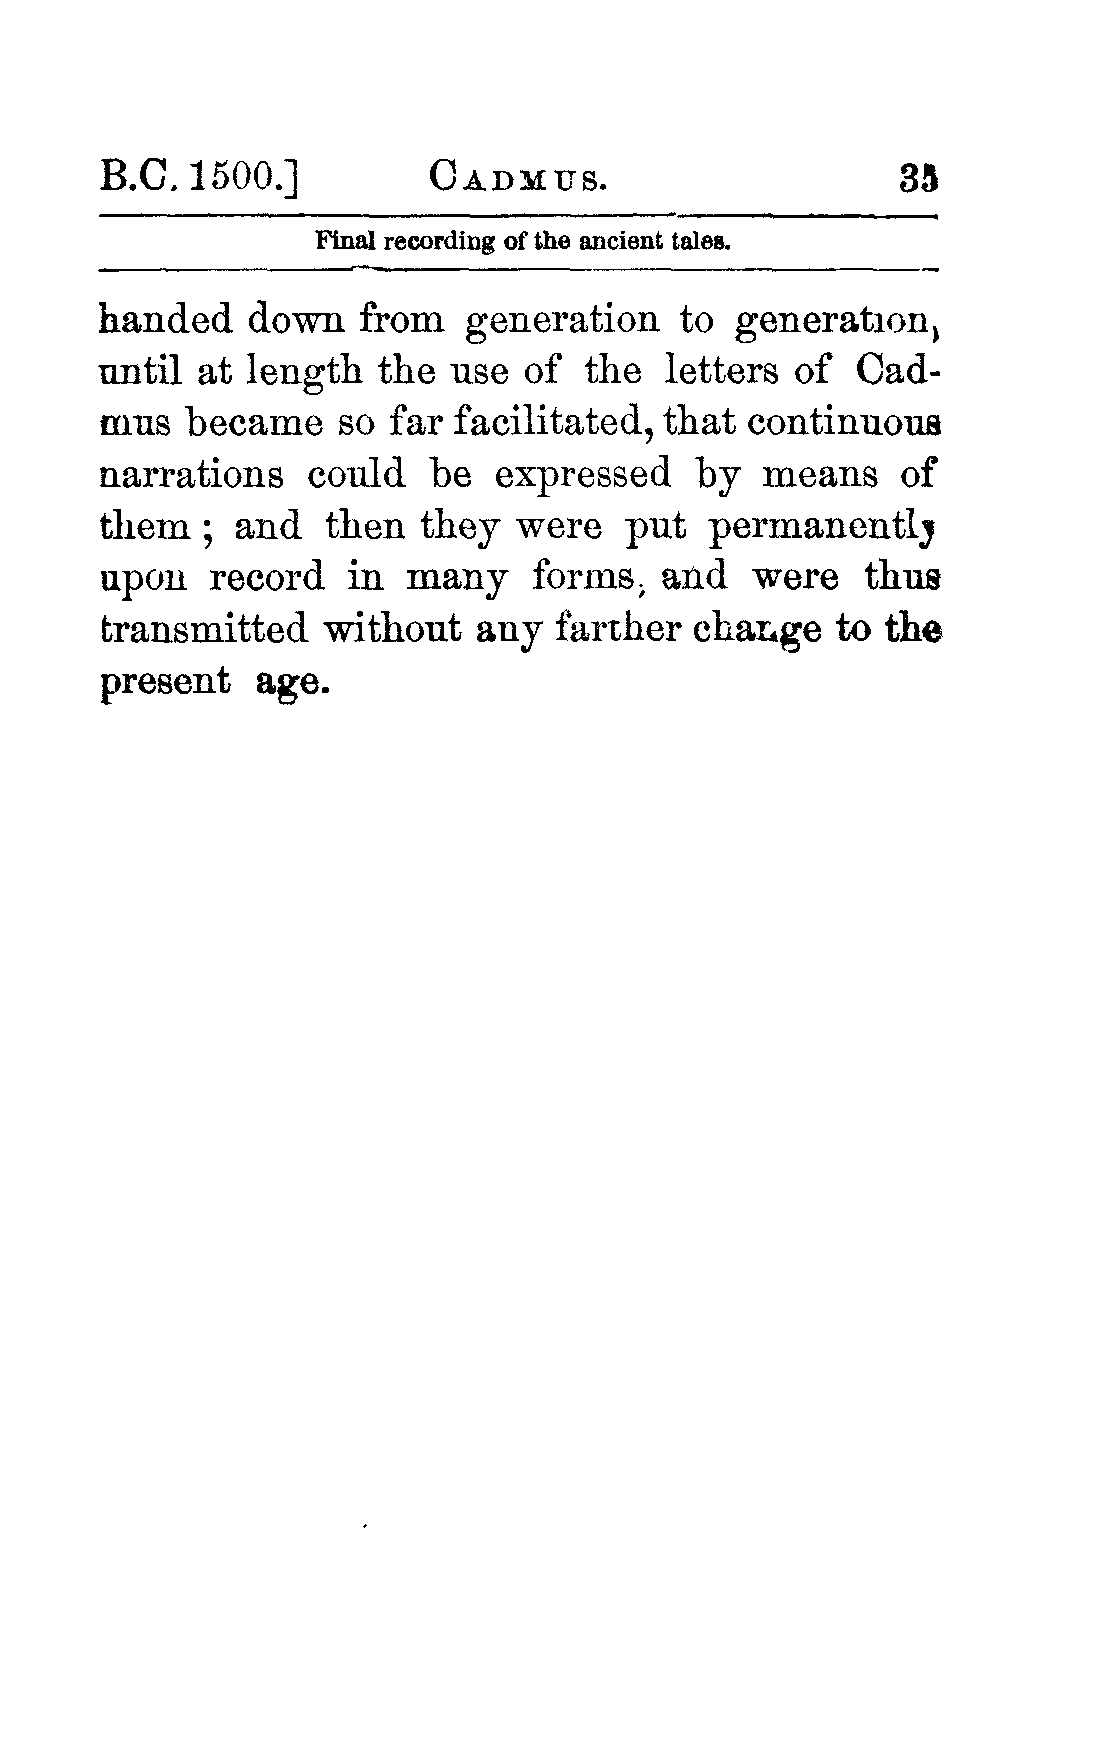 B.C. 1500.] CADMUS. 35
Final recording of the ancient tales.
handed down from generation to generation,
until at length the use of the letters of Cad-
mus became so far facilitated, that continuous
narrations could be expressed by means of
them ; and then they were put permanently
upon record in many forms, and were thus
transmitted without any farther change to the
present age.